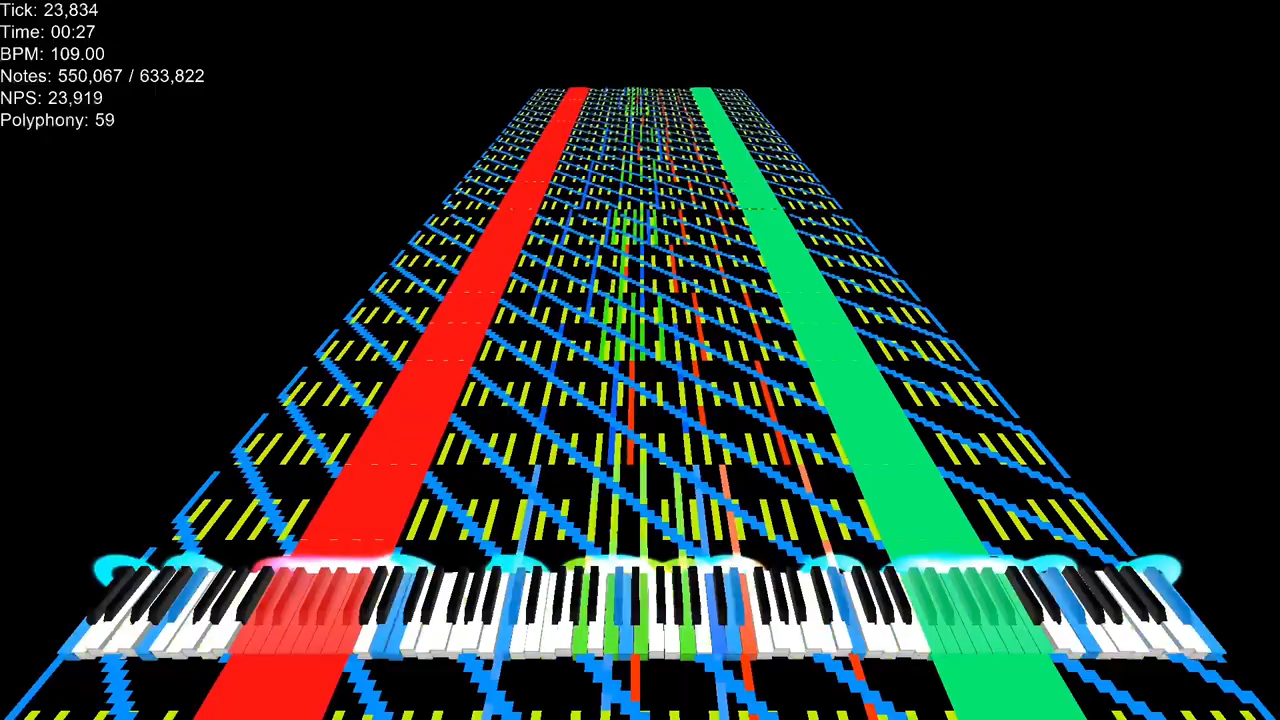 Tick: 23,834
Time: 00:27
BPM: 109.00
Notes: 550,067 / 633,822
NPS: 23,919
Polyphony: 59